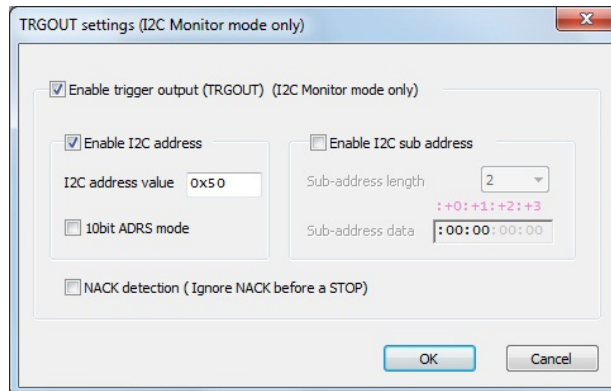 TRGOUT settings (I2C Monitor mode only)
Enable trigger output (TRGOUT) (I2C Monitor mode only)
Enable I2C address
I2C address value 0x50
10bit ADRS mode
Enable I2C sub address
Sub-address length 2
:+0:+1:+2:+3
Sub-address data :00:00:00:00
NACK detection ( Ignore NACK before a STOP)
OK Cancel